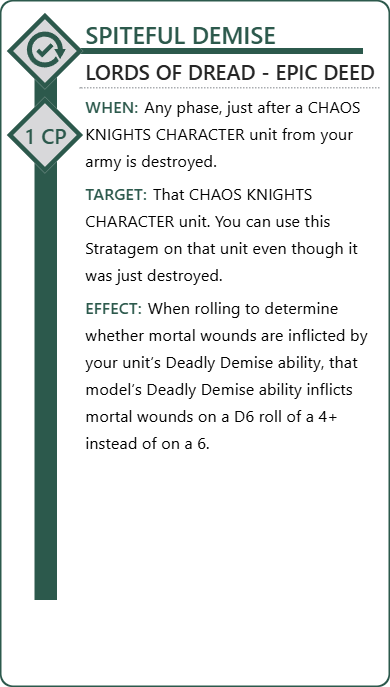 SPITEFUL DEMISE
LORDS OF DREAD - EPIC DEED
WHEN: Any phase, just after a CHAOS
1 CP
KNIGHTS CHARACTER unit from your
army is destroyed.
TARGET: That CHAOS KNIGHTS
CHARACTER unit. You can use this
Stratagem on that unit even though it
was just destroyed.
EFFECT: When rolling to determine
whether mortal wounds are inflicted by
your unit’s Deadly Demise ability, that
model’s Deadly Demise ability inflicts
mortal wounds on a D6 roll of a 4+
instead of on a 6.